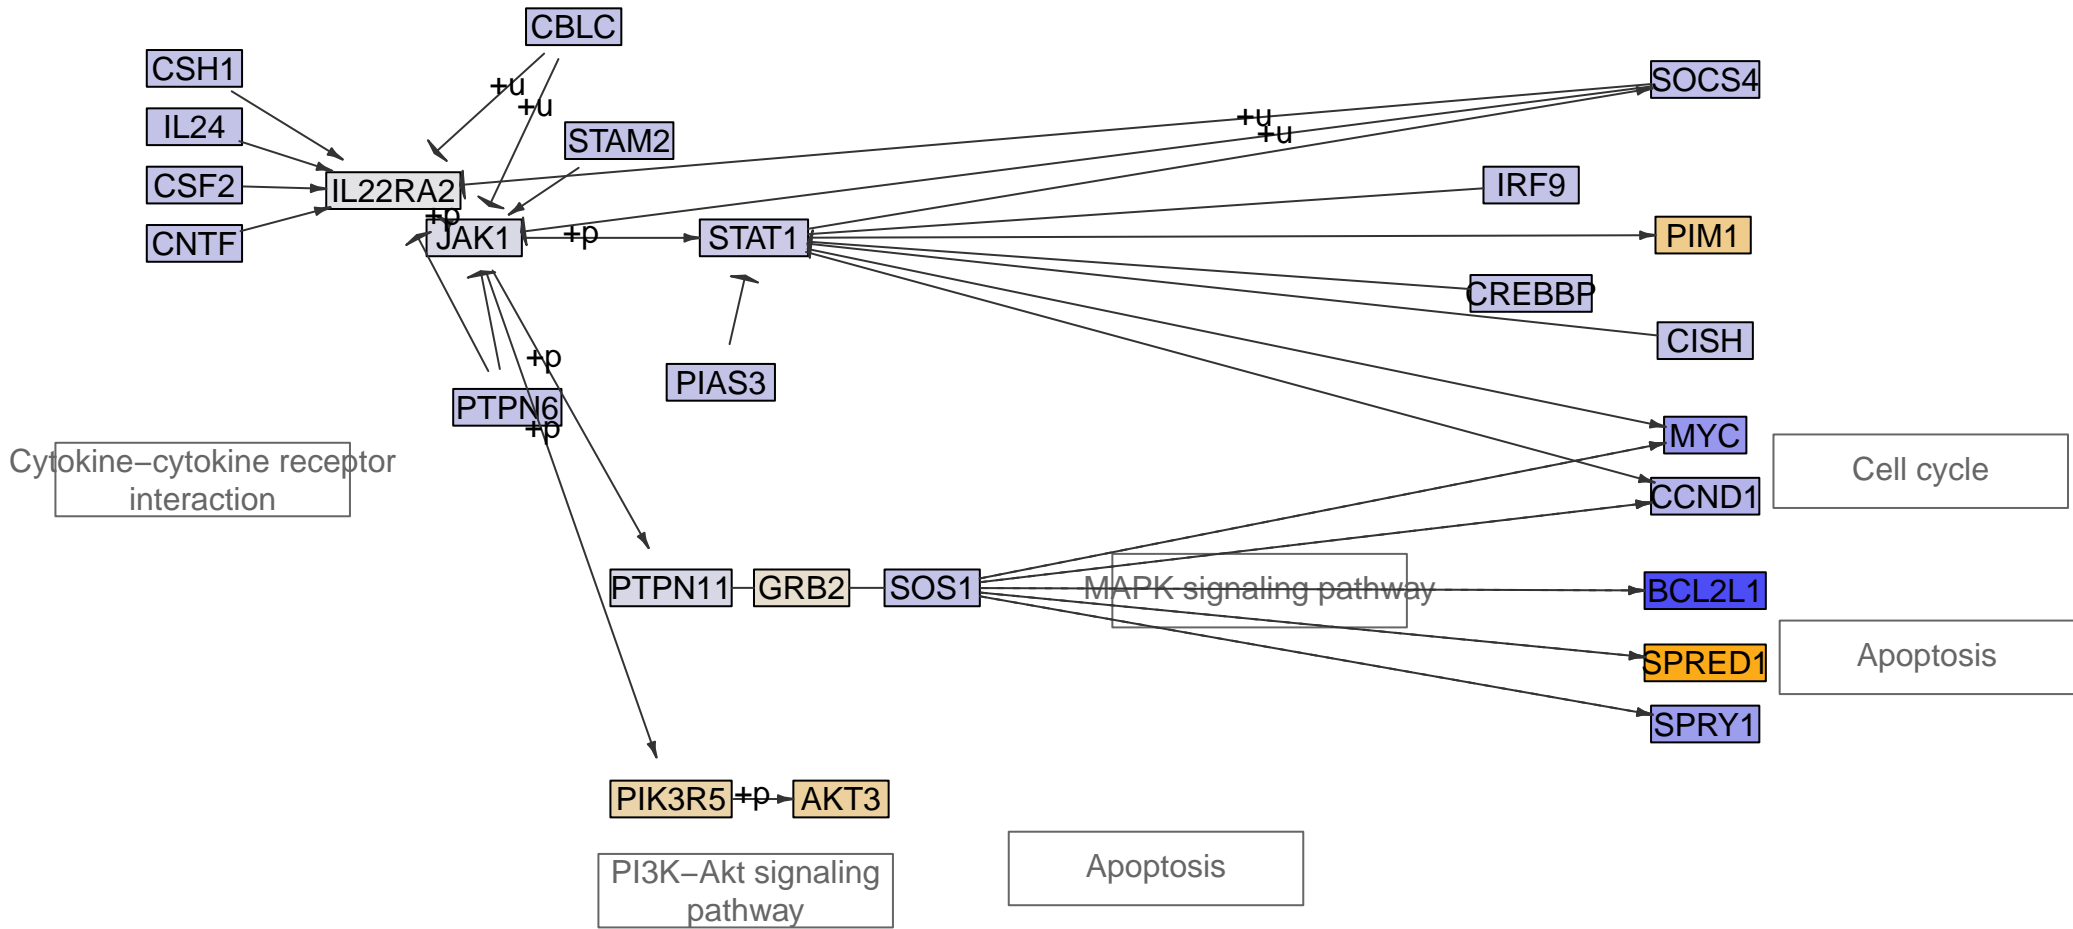 CBLC
CSH1
SOCS4
+u
+u
IL24
+u
+u
STAM2
CSF2
IL22RA2
IRF9
+p
CNTF
JAK1
+p
STAT1
PIM1
CREBBP
CISH
+p
PIAS3
PTPN6
+p
MYC
Cytokine−cytokine receptor
interaction
Cell cycle
CCND1
PTPN11
GRB2
SOS1
MAPK signaling pathway
BCL2L1
SPRED1
Apoptosis
SPRY1
PIK3R5
+p
AKT3
PI3K−Akt signaling
pathway
Apoptosis